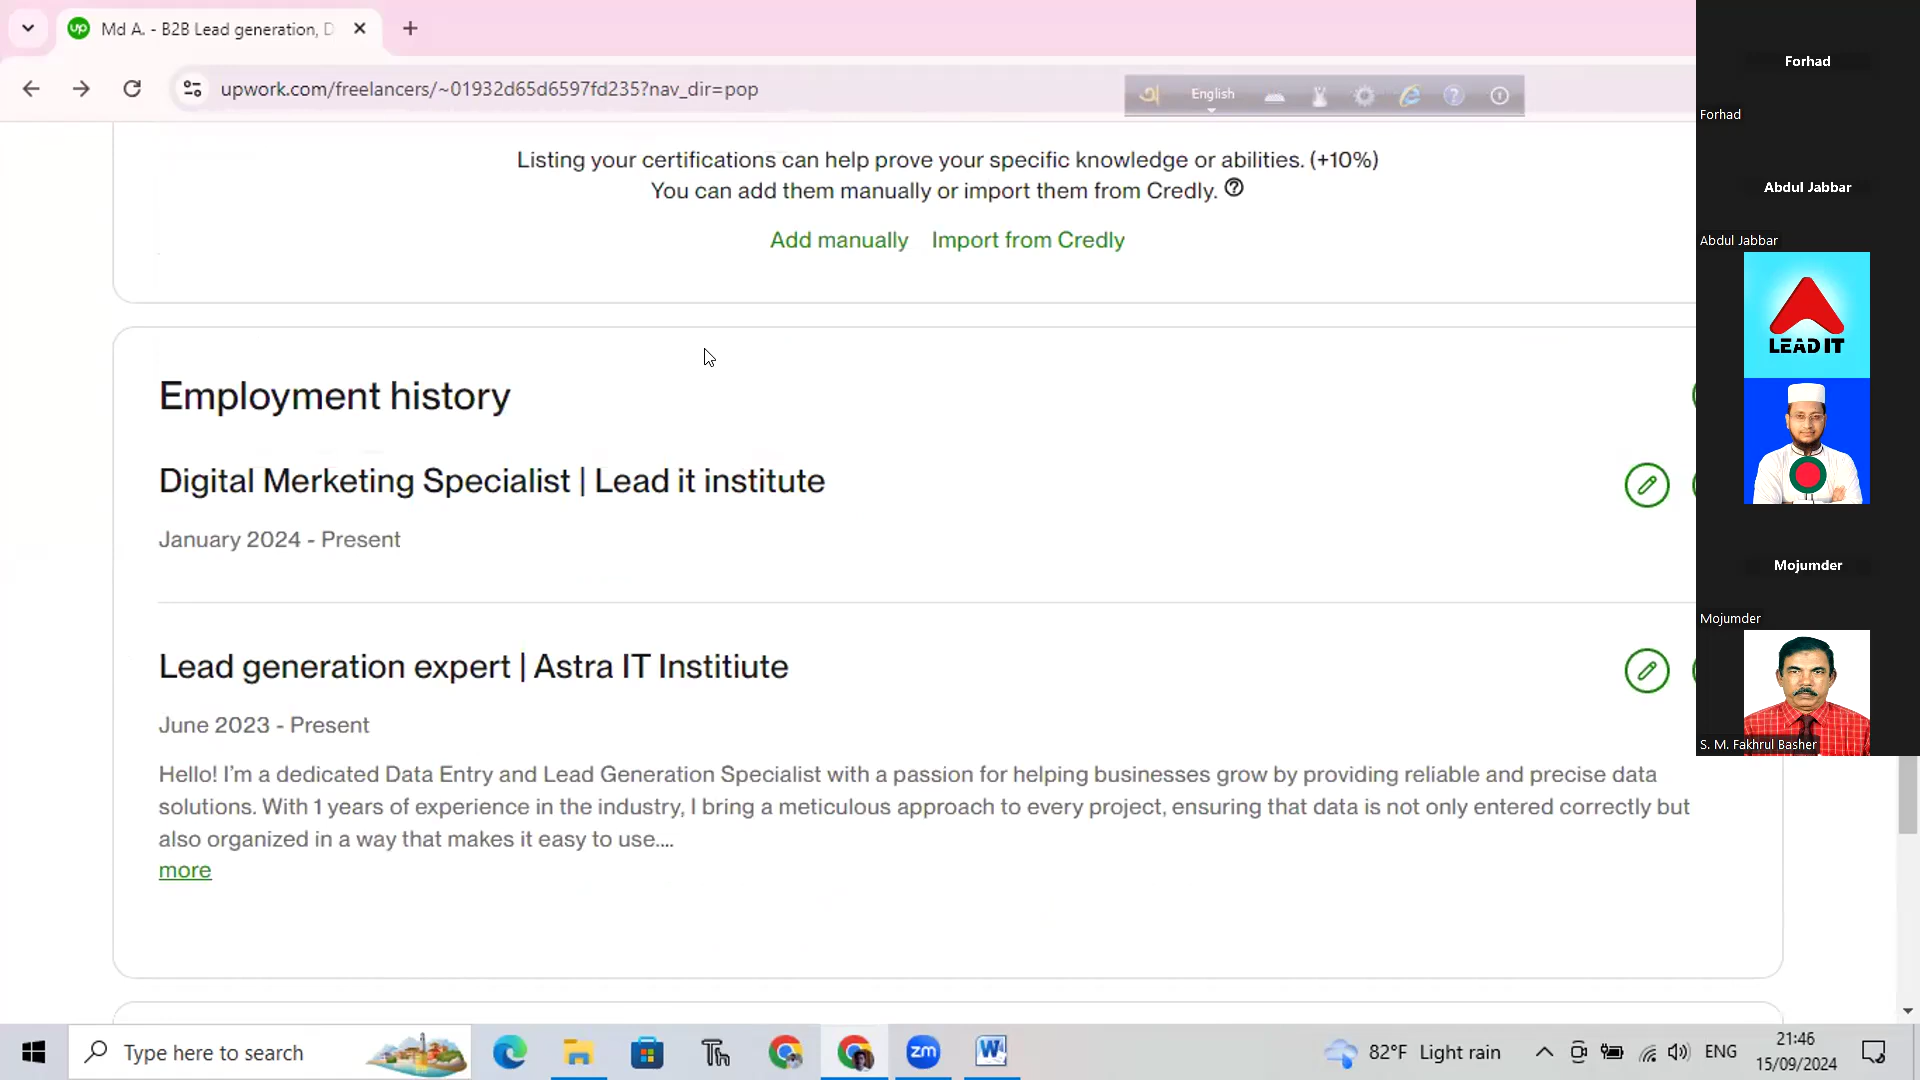 Md A. - B2B Lead generation, D
upwork.com/freelancers/~01932d65d6597fd235?nav_dir=pop
English
Listing your certifications can help prove your specific knowledge or abilities. (+10%)
You can add them manually or import them from Credly.
Add manually Import from Credly
Employment history
Digital Merketing Specialist | Lead it institute
January 2024 - Present
Lead generation expert | Astra IT Institiute
June 2023 - Present
Hello! I'm a dedicated Data Entry and Lead Generation Specialist with a passion for helping businesses grow by providing reliable and precise data
solutions. With 1 years of experience in the industry, I bring a meticulous approach to every project, ensuring that data is not only entered correctly but
also organized in a way that makes it easy to use....
more
Forhad
Forhad
Abdul Jabbar
Abdul Jabbar
LEAD IT
Mojumder
Mojumder
S. M. Fakhrul Basher
Type here to search
zm
W
82°F Light rain
ENG
21:46
15/09/2024